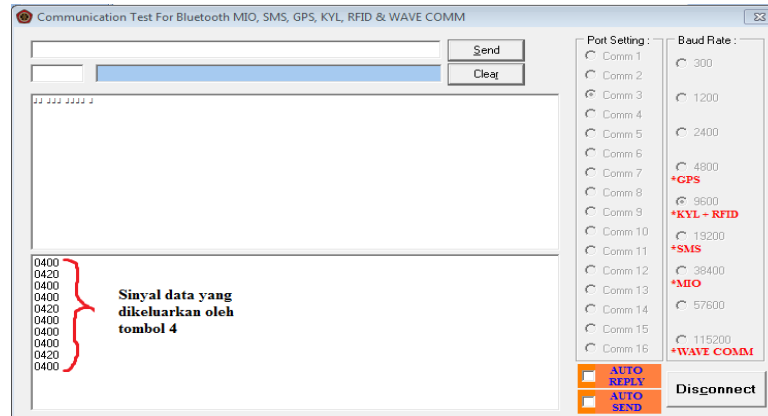 Communication Test For Bluetooth MIO, SMS, GPS, KYL, RFID & WAVE COMM
Send
Clear
Port Setting :
Comm 1
Comm 2
Comm 3
Comm 4
Comm 5
Comm 6
Comm 7
Comm 8
Comm 9
Comm 10
Comm 11
Comm 12
Comm 13
Comm 14
Comm 15
Comm 16
Baud Rate :
300
1200
2400
4800
*GPS
9600
*KYL + RFID
19200
*SMS
38400
*MIO
57600
115200
*WAVE COMM
0400
0420
0400
0400
0420
0400
0400
0400
0420
0400
Sinyal data yang
dikeluarkan oleh
tombol 4
AUTO
REPLY
AUTO
SEND
Disconnect